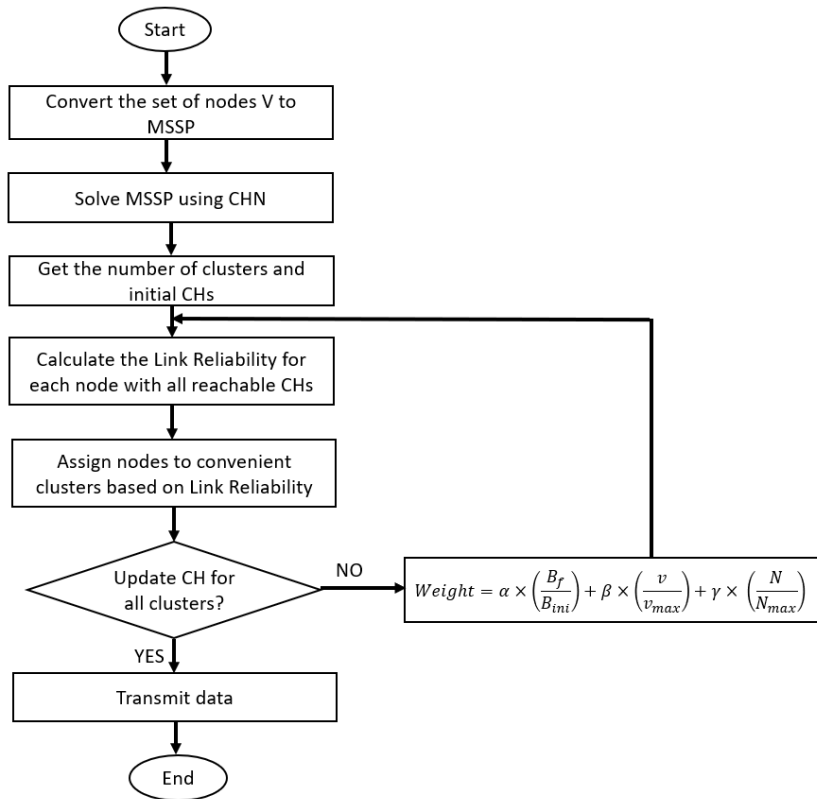 Start
Convert the set of nodes V to
MSSP
Solve MSSP using CHN
Get the number of clusters and
initial CHs
Calculate the Link Reliability for
each node with all reachable CHs
Assign nodes to convenient
clusters based on Link Reliability
Update CH for
all clusters?
NO
Weight = α × (B_f / B_ini) + β × (v / v_max) + γ × (N / N_max)
YES
Transmit data
End